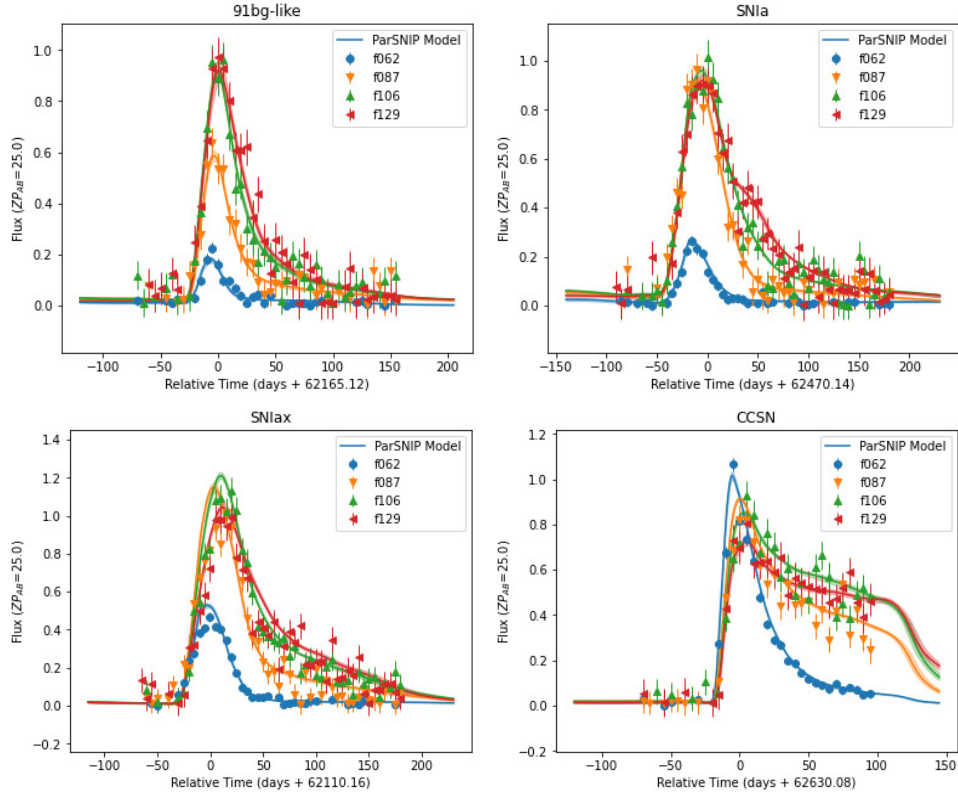 91bg-like
1.0
0.8
0.6
0.4
0.2
0.0
Flux (ZP_AB=25.0)
ParSNIP Model
f062
f087
f106
f129
−100 −50 0 50 100 150 200
Relative Time (days + 62165.12)
SNIa
1.0
0.8
0.6
0.4
0.2
0.0
Flux (ZP_AB=25.0)
ParSNIP Model
f062
f087
f106
f129
−150 −100 −50 0 50 100 150 200
Relative Time (days + 62470.14)
SNIax
1.4
1.2
1.0
0.8
0.6
0.4
0.2
0.0
−0.2
Flux (ZP_AB=25.0)
ParSNIP Model
f062
f087
f106
f129
−100 −50 0 50 100 150 200
Relative Time (days + 62110.16)
CCSN
1.2
1.0
0.8
0.6
0.4
0.2
0.0
−0.2
Flux (ZP_AB=25.0)
ParSNIP Model
f062
f087
f106
f129
−100 −50 0 50 100 150
Relative Time (days + 62630.08)